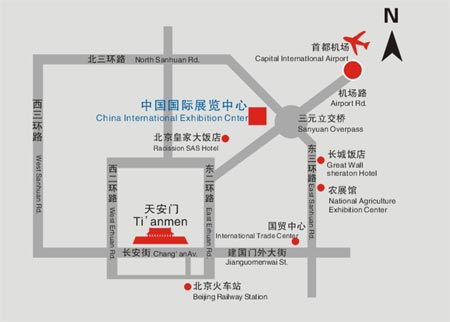 N
首都机场
Capital International Airport
北三环路
North Sanhuan Rd.
机场路
Airport Rd.
中国国际展览中心
China International Exhibition Cnter
三元立交桥
Sanyuan Overpass
西三环路
West Sanhuan Rd.
北京皇家大饭店
Radission SAS Hotel
长城饭店
Great Wall
sheraton Hotel
东三环路
East Sanhuan Rd.
西二环路
West Erhuan Rd.
东二环路
East Erhuan Rd.
农展馆
National Agriculture
Exhibition Center
天安门
Ti'anmen
国贸中心
International Trade Center
长安街
Chang'an Av.
建国门外大街
Jianguomenwai St.
北京火车站
Beijing Railway Station